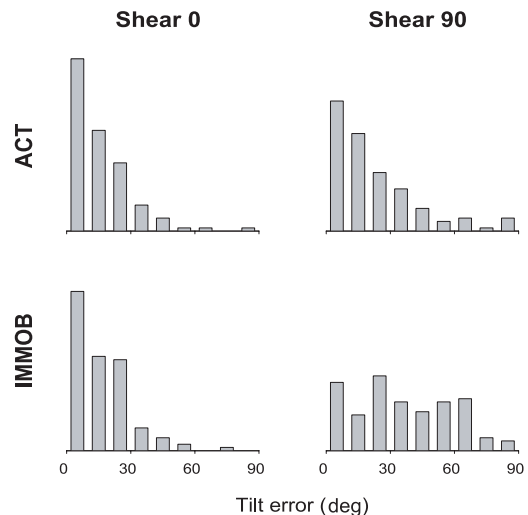 Shear 0 Shear 90
ACT
IMMOB
0 30 60 90 0 30 60 90
Tilt error (deg)